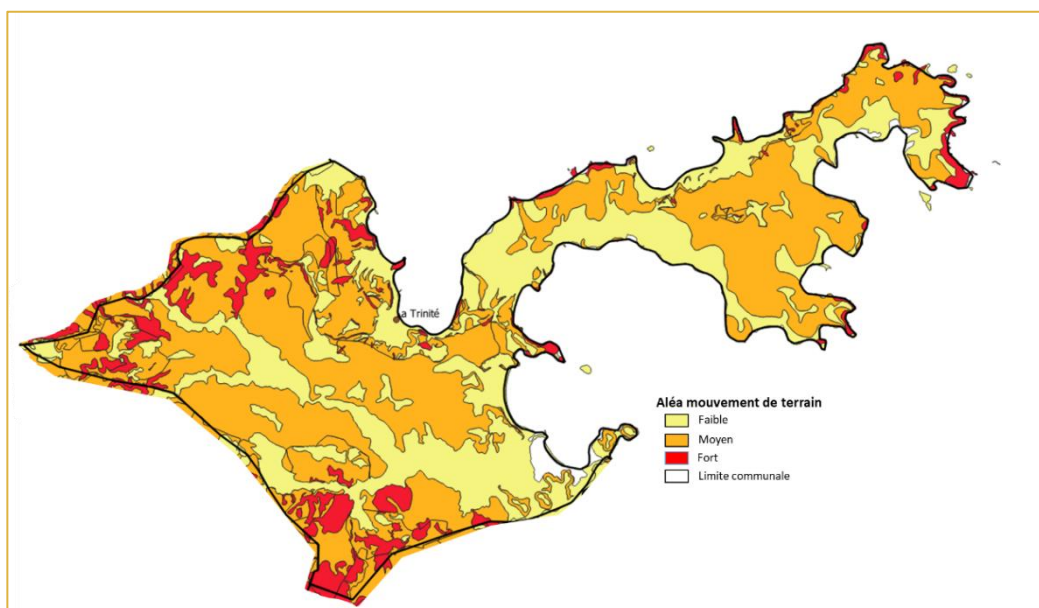 a Trinité
Aléa mouvement de terrain
Faible
Moyen
Fort
Limite communale